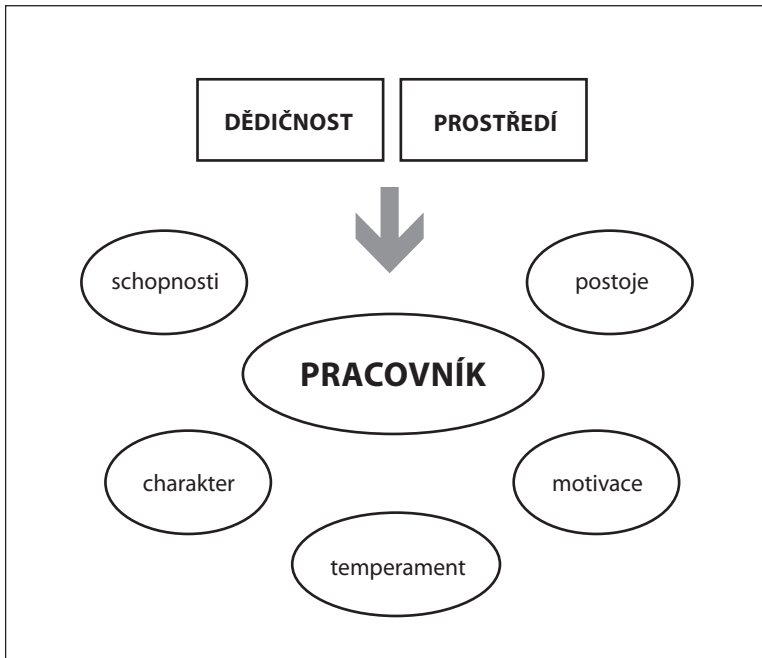 DĚDIČNOST
PROSTŘEDÍ
schopnosti
postoje
PRACOVNÍK
charakter
motivace
temperament